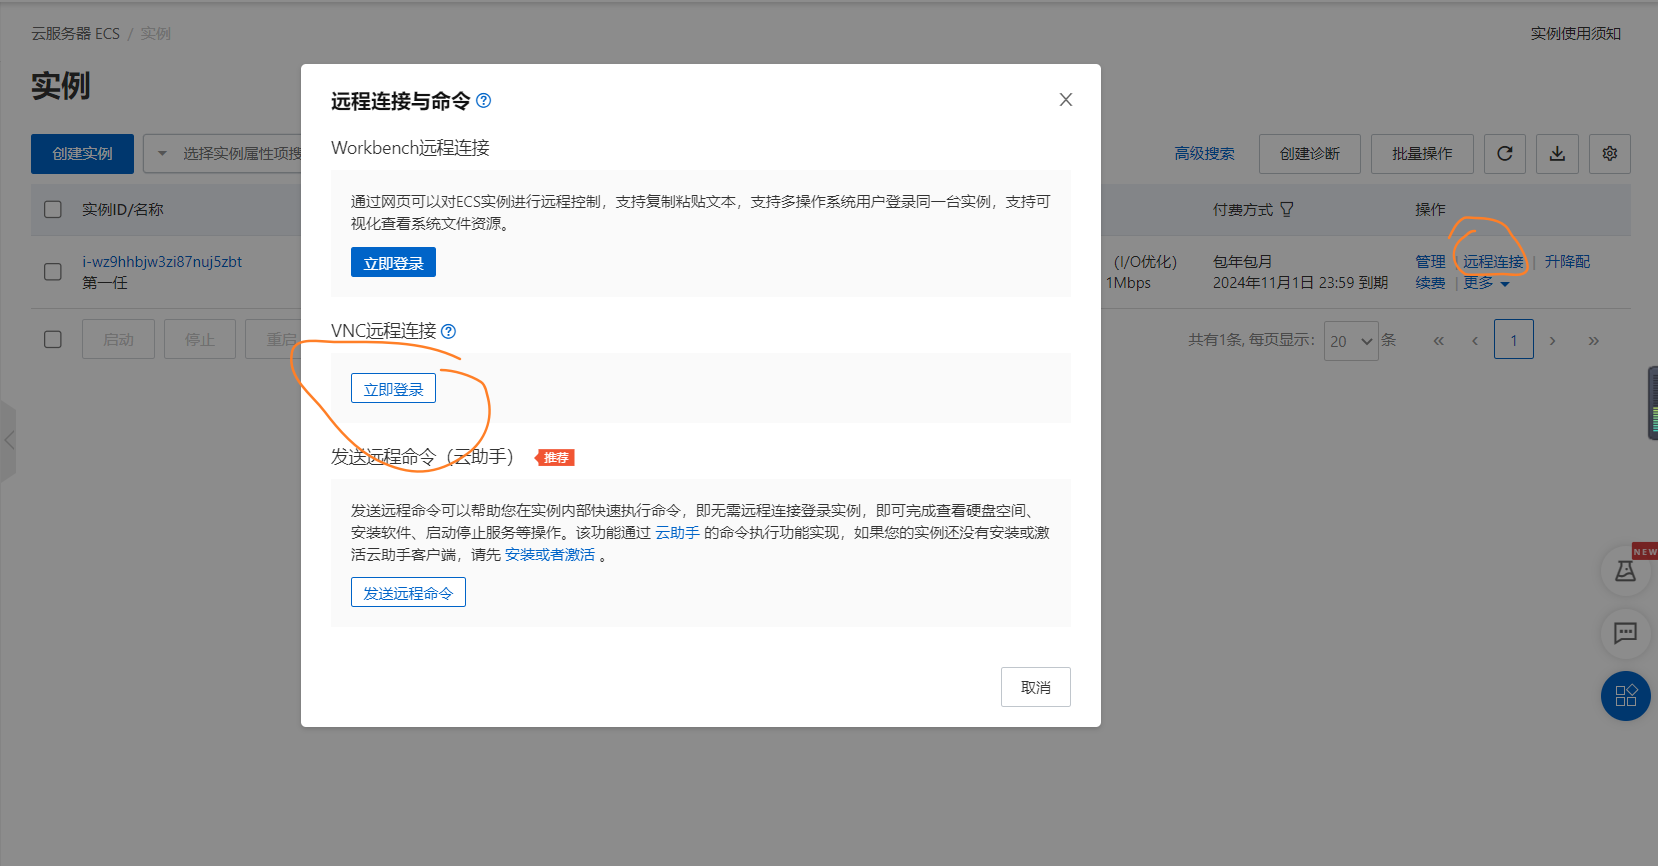 云服务器 ECS / 实例
实例使用须知
实例
创建实例
选择实例属性项搜
高级搜索
创建诊断
批量操作
实例ID/名称
付费方式
操作
i-wz9hhbjw3zi87nuj5zbt
第一任
(I/O优化)
1Mbps
包年包月
2024年11月1日 23:59 到期
管理 | 远程连接 | 升降配
续费 | 更多
启动
停止
重启
共有1条, 每页显示:
20
条
«
‹
1
›
»
远程连接与命令
Workbench远程连接
通过网页可以对ECS实例进行远程控制，支持复制粘贴文本，支持多操作系统用户登录同一台实例，支持可
视化查看系统文件资源。
立即登录
VNC远程连接
立即登录
发送远程命令（云助手）
推荐
发送远程命令可以帮助您在实例内部快速执行命令，即无需远程连接登录实例，即可完成查看硬盘空间、
安装软件、启动停止服务等操作。该功能通过 云助手 的命令执行功能实现，如果您的实例还没有安装或激
活云助手客户端，请先 安装或者激活 。
发送远程命令
取消
NEW